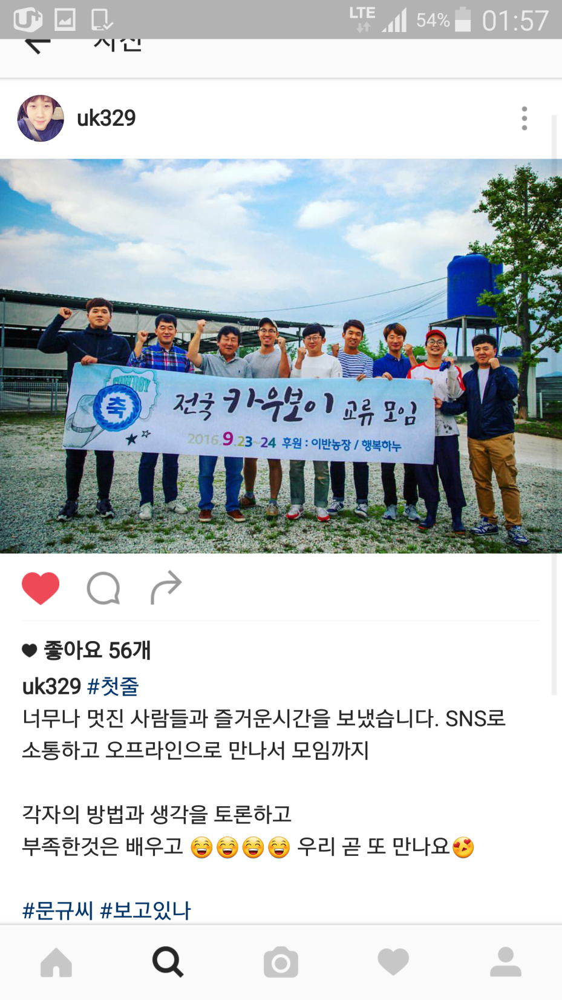 LTE 54% 01:57
사진
uk329
COWBOY
축
전국 카우보이 교류 모임
2016.9.23~24 후원 : 이반농장 / 행복하누
좋아요 56개
uk329 #첫줄
너무나 멋진 사람들과 즐거운시간을 보냈습니다. SNS로
소통하고 오프라인으로 만나서 모임까지
각자의 방법과 생각을 토론하고
부족한것은 배우고 😁😁😁😁 우리 곧 또 만나요😍
#문규씨 #보고있나